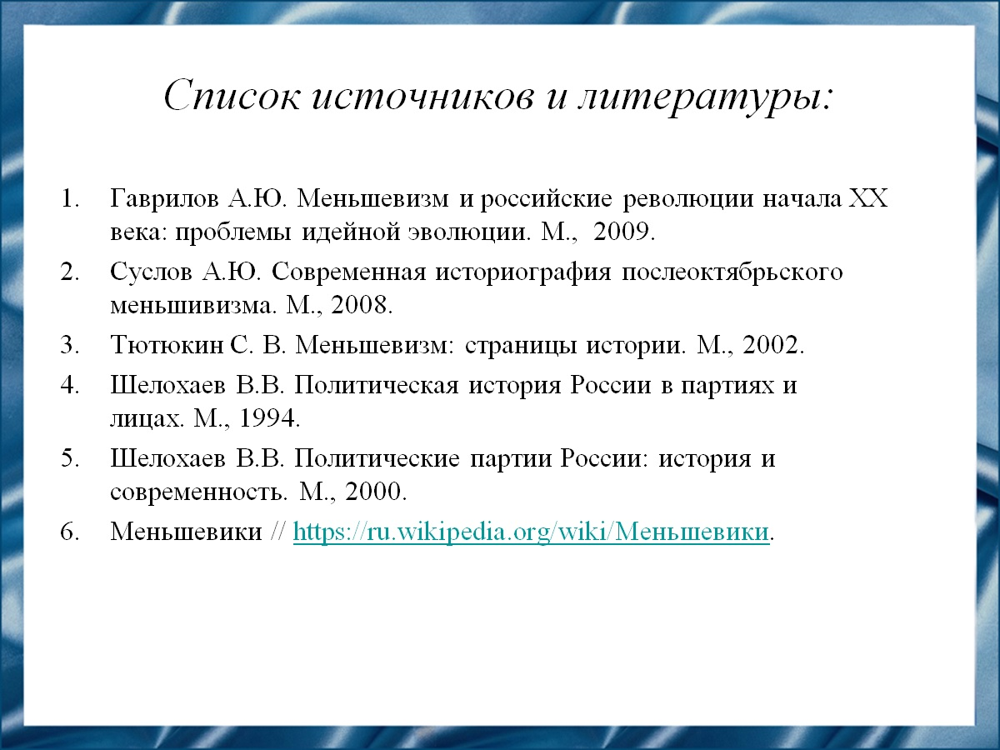 Список источников и литературы:
1. Гаврилов А.Ю. Меньшевизм и российские революции начала XX
века: проблемы идейной эволюции. М.,  2009.
2. Суслов А.Ю. Современная историография послеоктябрьского
меньшивизма. М., 2008.
3. Тютюкин С. В. Меньшевизм: страницы истории. М., 2002.
4. Шелохаев В.В. Политическая история России в партиях и
лицах. М., 1994.
5. Шелохаев В.В. Политические партии России: история и
современность. М., 2000.
6. Меньшевики // https://ru.wikipedia.org/wiki/Меньшевики.